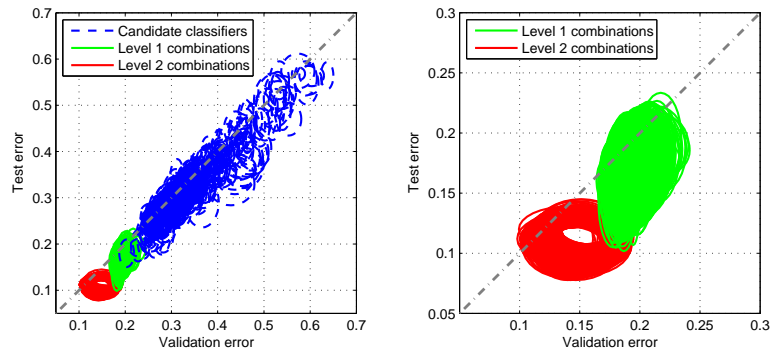 0.7
0.6
0.5
0.4
0.3
0.2
0.1
Test error
Candidate classifiers
Level 1 combinations
Level 2 combinations
0.1 0.2 0.3 0.4 0.5 0.6 0.7
Validation error
0.3
0.25
0.2
0.15
0.1
0.05
Test error
Level 1 combinations
Level 2 combinations
0.1 0.15 0.2 0.25 0.3
Validation error